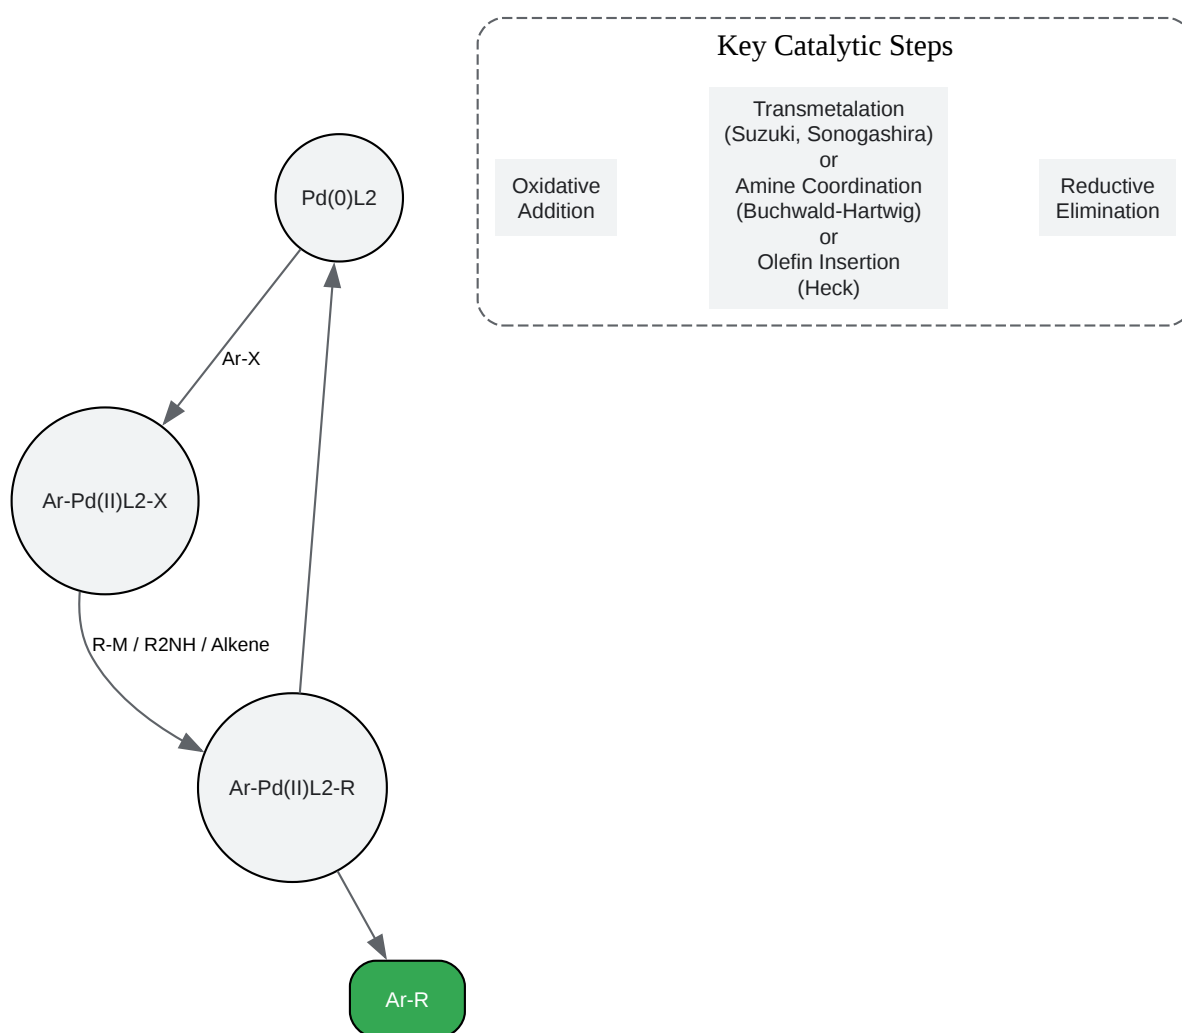 Key Catalytic Steps
Oxidative
Addition
Transmetalation
(Suzuki, Sonogashira)
or
Amine Coordination
(Buchwald-Hartwig)
or
Olefin Insertion
(Heck)
Reductive
Elimination
Pd(0)L2
Ar-X
Ar-Pd(II)L2-X
R-M / R2NH / Alkene
Ar-Pd(II)L2-R
Ar-R